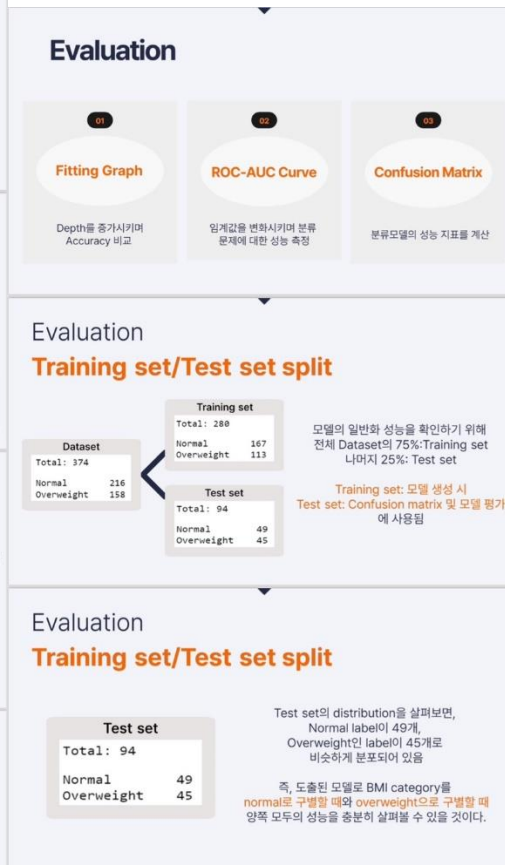 Evaluation
01
Fitting Graph
Depth를 증가시키며
Accuracy 비교
02
ROC-AUC Curve
임계값을 변화시키며 분류
문제에 대한 성능 측정
03
Confusion Matrix
분류모델의 성능 지표를 계산
Evaluation
Training set/Test set split
Dataset
Total: 374
Normal 216
Overweight 158
Training set
Total: 280
Normal 167
Overweight 113
Test set
Total: 94
Normal 49
Overweight 45
모델의 일반화 성능을 확인하기 위해
전체 Dataset의 75%:Training set
나머지 25%: Test set
Training set: 모델 생성 시
Test set: Confusion matrix 및 모델 평가
에 사용됨
Evaluation
Training set/Test set split
Test set
Total: 94
Normal 49
Overweight 45
Test set의 distribution을 살펴보면,
Normal label이 49개,
Overweight인 label이 45개로
비슷하게 분포되어 있음
즉, 도출된 모델로 BMI category를
normal로 구별할 때와 overweight으로 구별할 때
양쪽 모두의 성능을 충분히 살펴볼 수 있을 것이다.